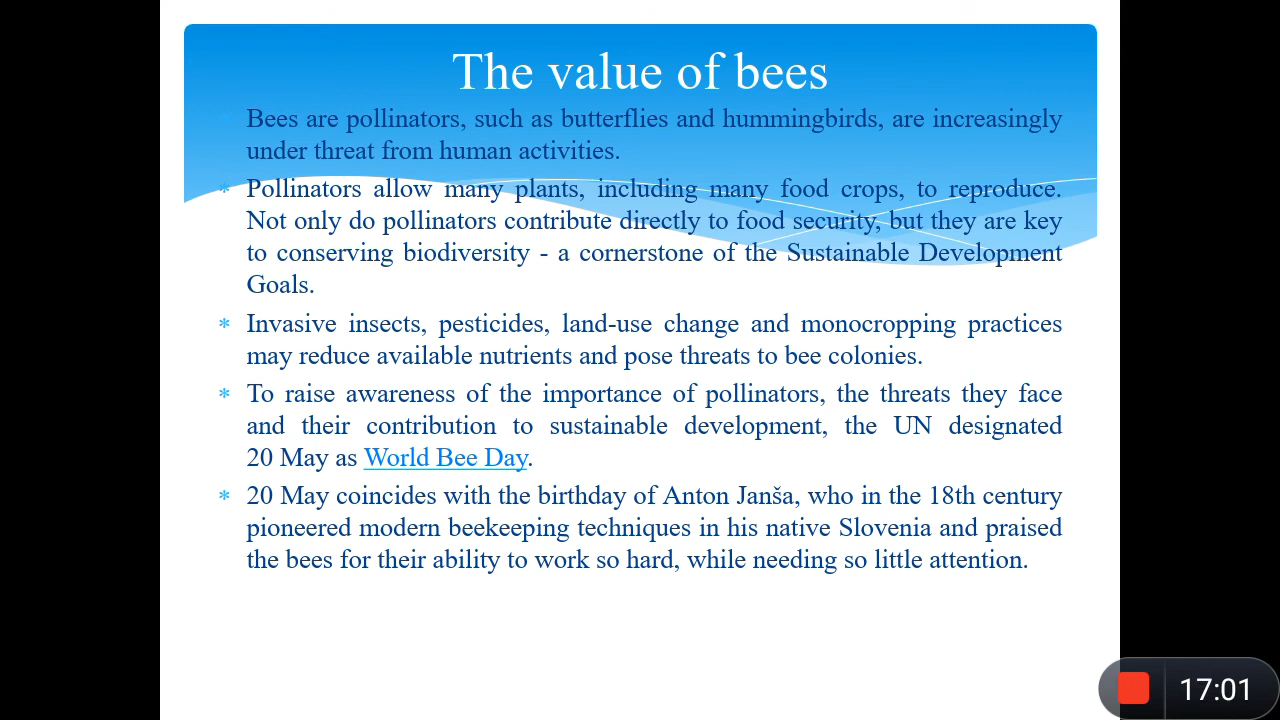 The value of bees
Bees are pollinators, such as butterflies and hummingbirds, are increasingly
under threat from human activities.
* Pollinators allow many plants, including many food crops, to reproduce.
Not only do pollinators contribute directly to food security, but they are key
to conserving biodiversity - a cornerstone of the Sustainable Development
Goals.
* Invasive insects, pesticides, land-use change and monocropping practices
may reduce available nutrients and pose threats to bee colonies.
* To raise awareness of the importance of pollinators, the threats they face
and their contribution to sustainable development, the UN designated
20 May as World Bee Day.
* 20 May coincides with the birthday of Anton Janša, who in the 18th century
pioneered modern beekeeping techniques in his native Slovenia and praised
the bees for their ability to work so hard, while needing so little attention.
17:01